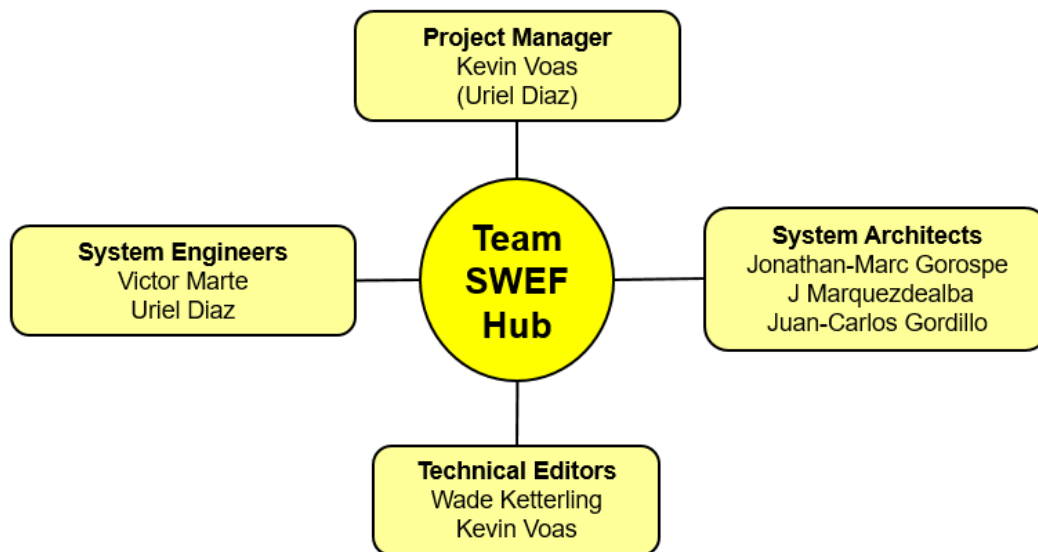 Project Manager
Kevin Voas
(Uriel Diaz)
System Engineers
Victor Marte
Uriel Diaz
Team
SWEF
Hub
System Architects
Jonathan-Marc Gorospe
J Marquezdealba
Juan-Carlos Gordillo
Technical Editors
Wade Ketterling
Kevin Voas